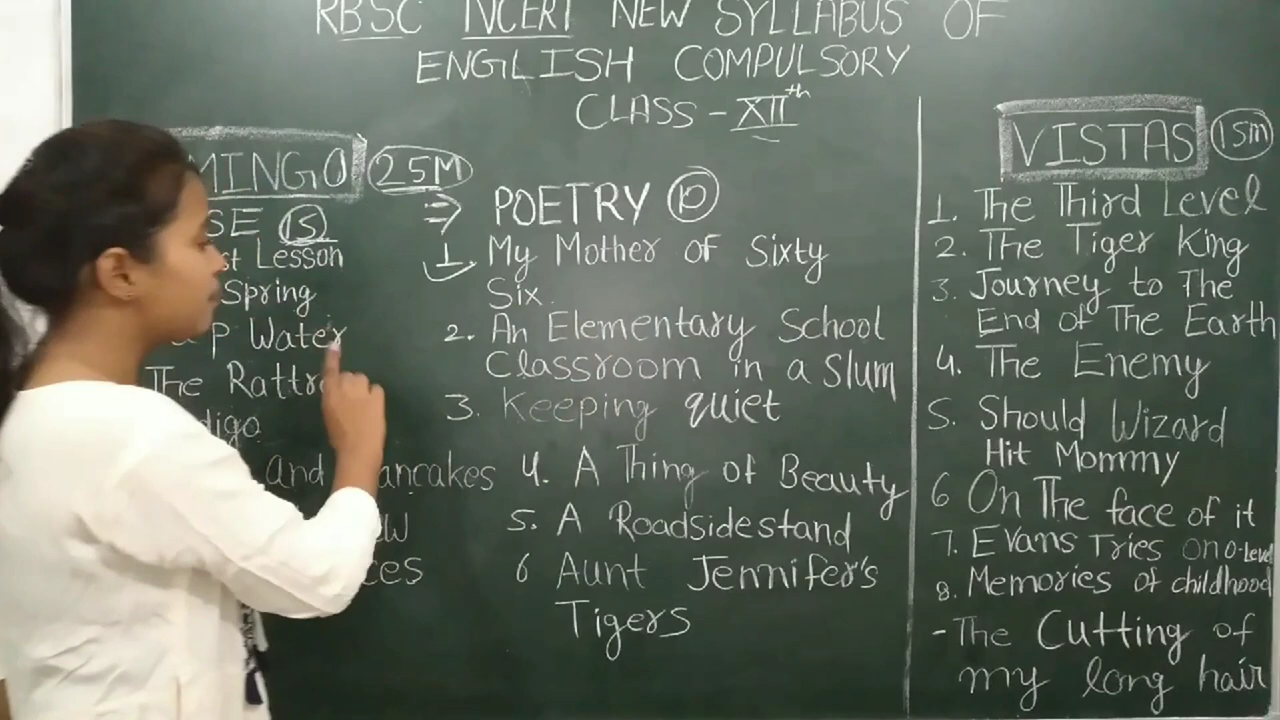 RBSC NCERT NEW SYLLABUS OF
ENGLISH COMPULSORY
CLASS - XIIth
MINGO 25M
SE 15
st Lesson
Spring
p Water
The Rattr
digo
and ancakes
ces
⇒ POETRY 10
1. My Mother of Sixty
Six.
2. An Elementary School
Classroom in a Slum
3. Keeping quiet
4. A Thing of Beauty
5. A Roadsidestand
6 Aunt Jennifer's
Tigers
VISTAS 15M
1. The Third Level
2. The Tiger King
3. Journey to The
End of The Earth
4. The Enemy
5. Should Wizard
Hit Mommy
6 On The face of it
7. Evans Tries on O-level
8. Memories of childhood
- The Cutting of
my long hair